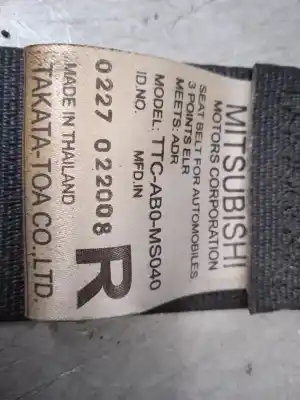 MITSUBISHI
MOTORS CORPORATION
SEAT BELT FOR AUTOMOBILES
3 POINTS ELR
MEETS: ADR
MODEL: TTC-AB0-MS040
ID.NO. MFD.IN
0227 022008 R
MADE IN THAILAND
TAKATA-TOA CO.,LTD.